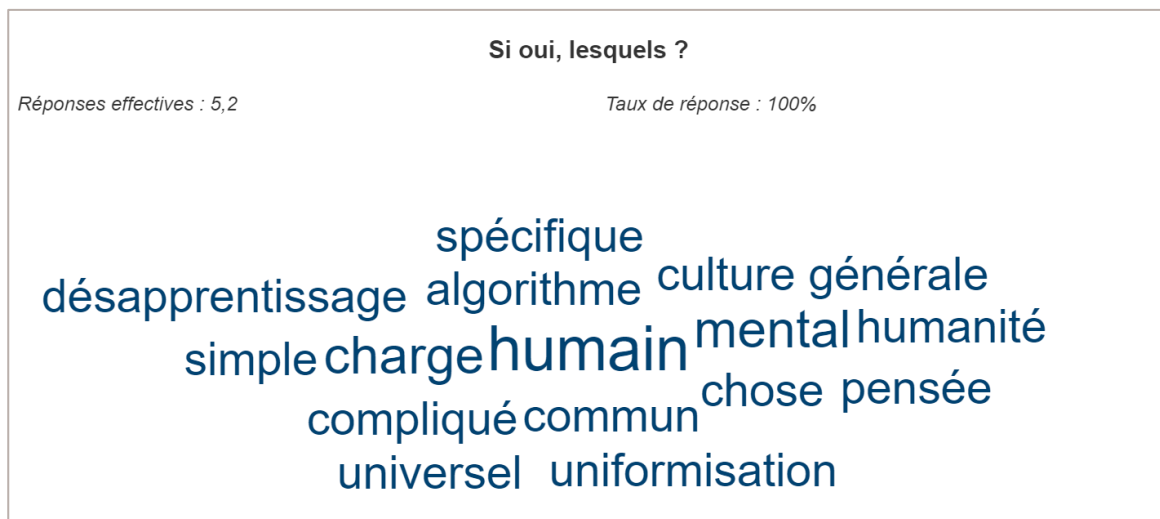 Si oui, lesquels ?
Réponses effectives : 5,2 Taux de réponse : 100%
spécifique
désapprentissage algorithme culture générale
simple charge humain mental humanité
compliqué commun chose pensée
universel uniformisation